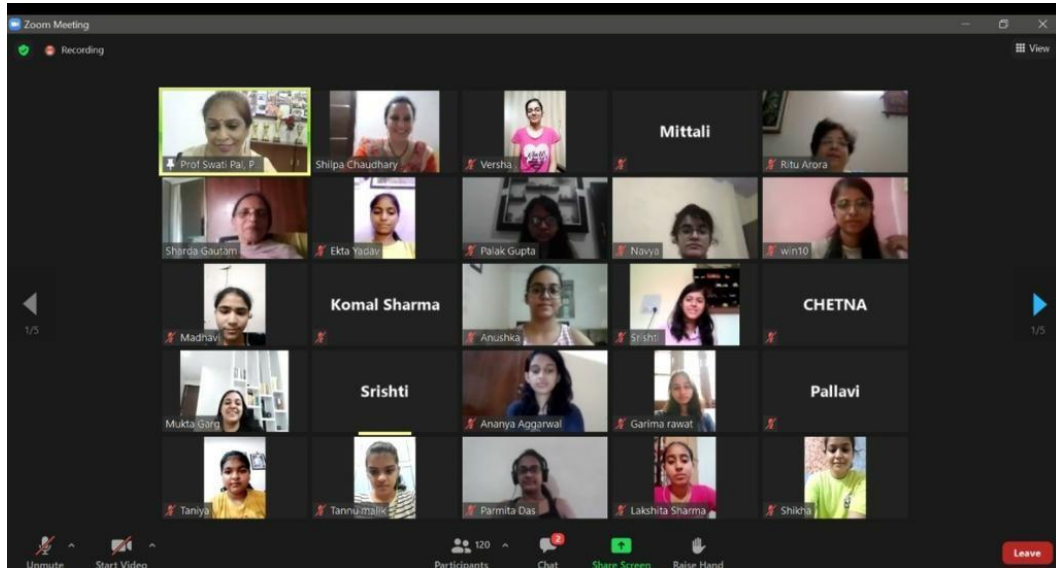 Zoom Meeting
Recording
View
Prof Swati Pal, P...
Shilpa Chaudhary
Versha
Mittali
Ritu Arora
Sharda Gautam
Ekta Yadav
Palak Gupta
Navya
win10
Madhavi
Komal Sharma
Anushka
Srishti
CHETNA
1/5
1/5
Mukta Garg
Srishti
Ananya Aggarwal
Garima rawat
Pallavi
Taniya
Tannu malik
Parmita Das
Lakshita Sharma
Shikha
Unmute
Start Video
120
Participants
2
Chat
Share Screen
Raise Hand
Leave